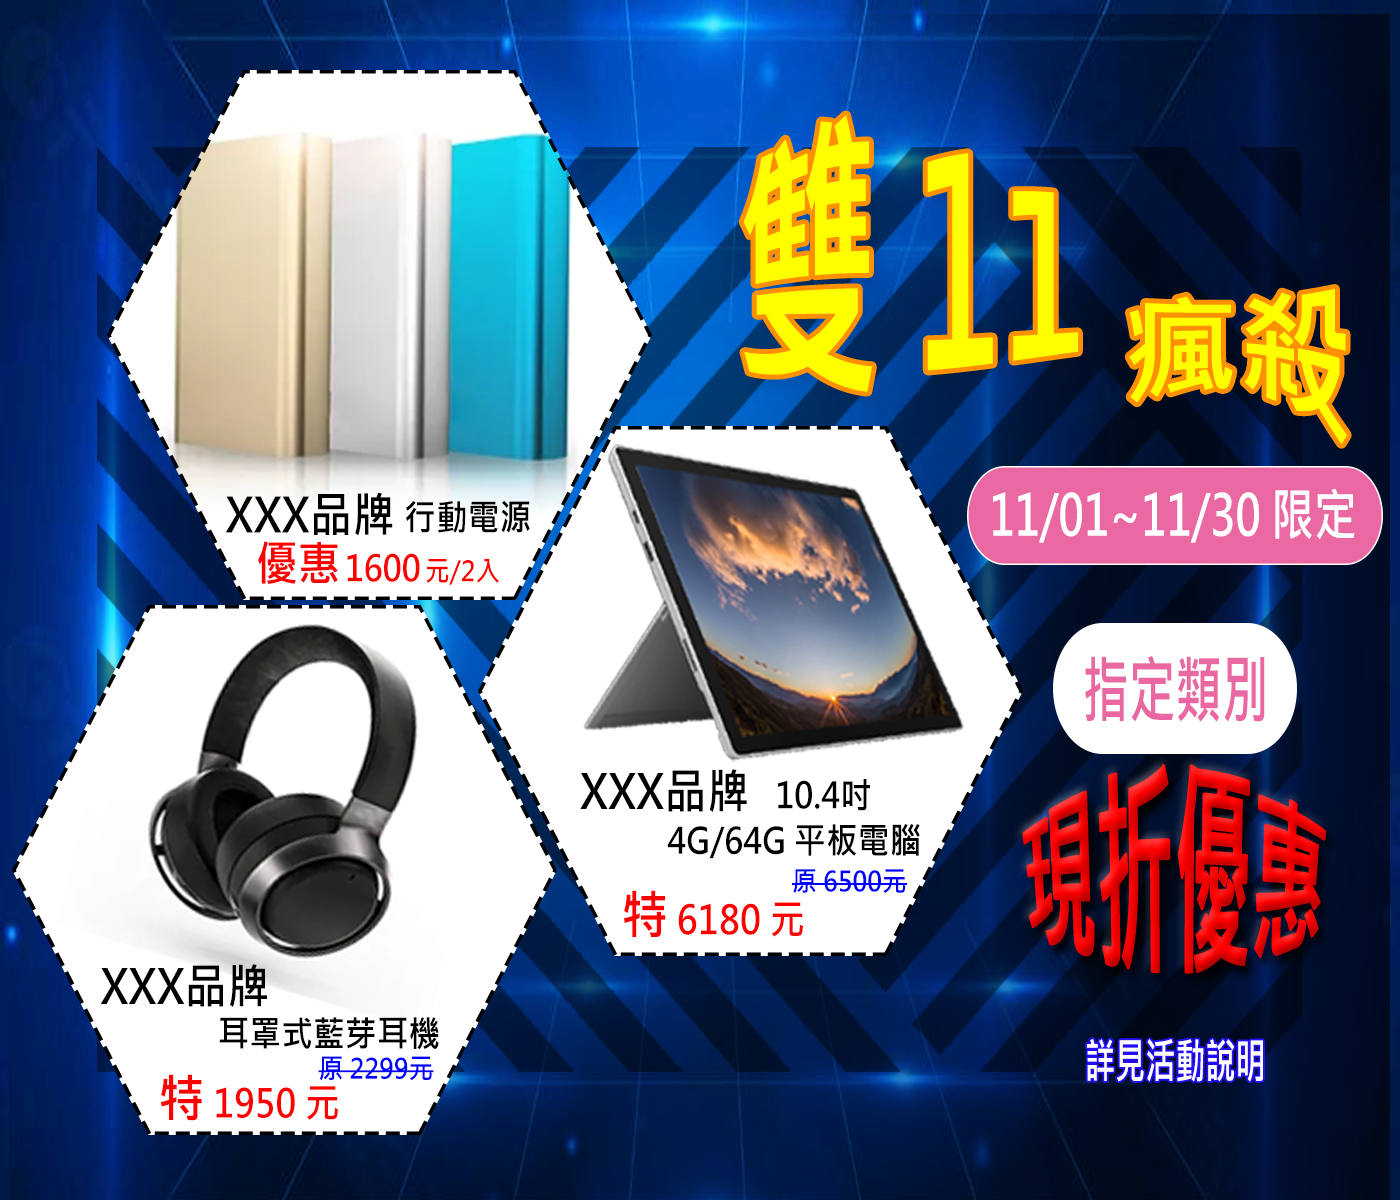 雙11
瘋殺
11/01~11/30 限定
指定類別
現折優惠
詳見活動說明
XXX品牌 行動電源
優惠 1600 元/2入
XXX品牌 10.4吋
4G/64G 平板電腦
原 6500元
特 6180 元
XXX品牌
耳罩式藍芽耳機
原 2299元
特 1950 元